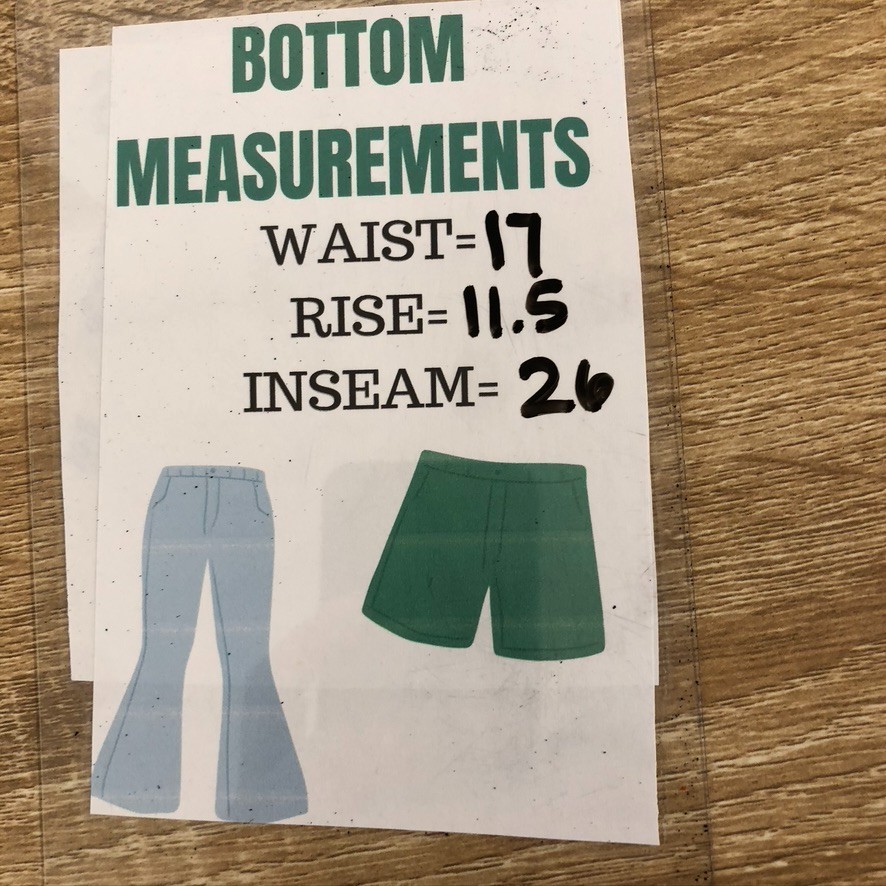 BOTTOM
MEASUREMENTS
WAIST=17
RISE=11.5
INSEAM=26